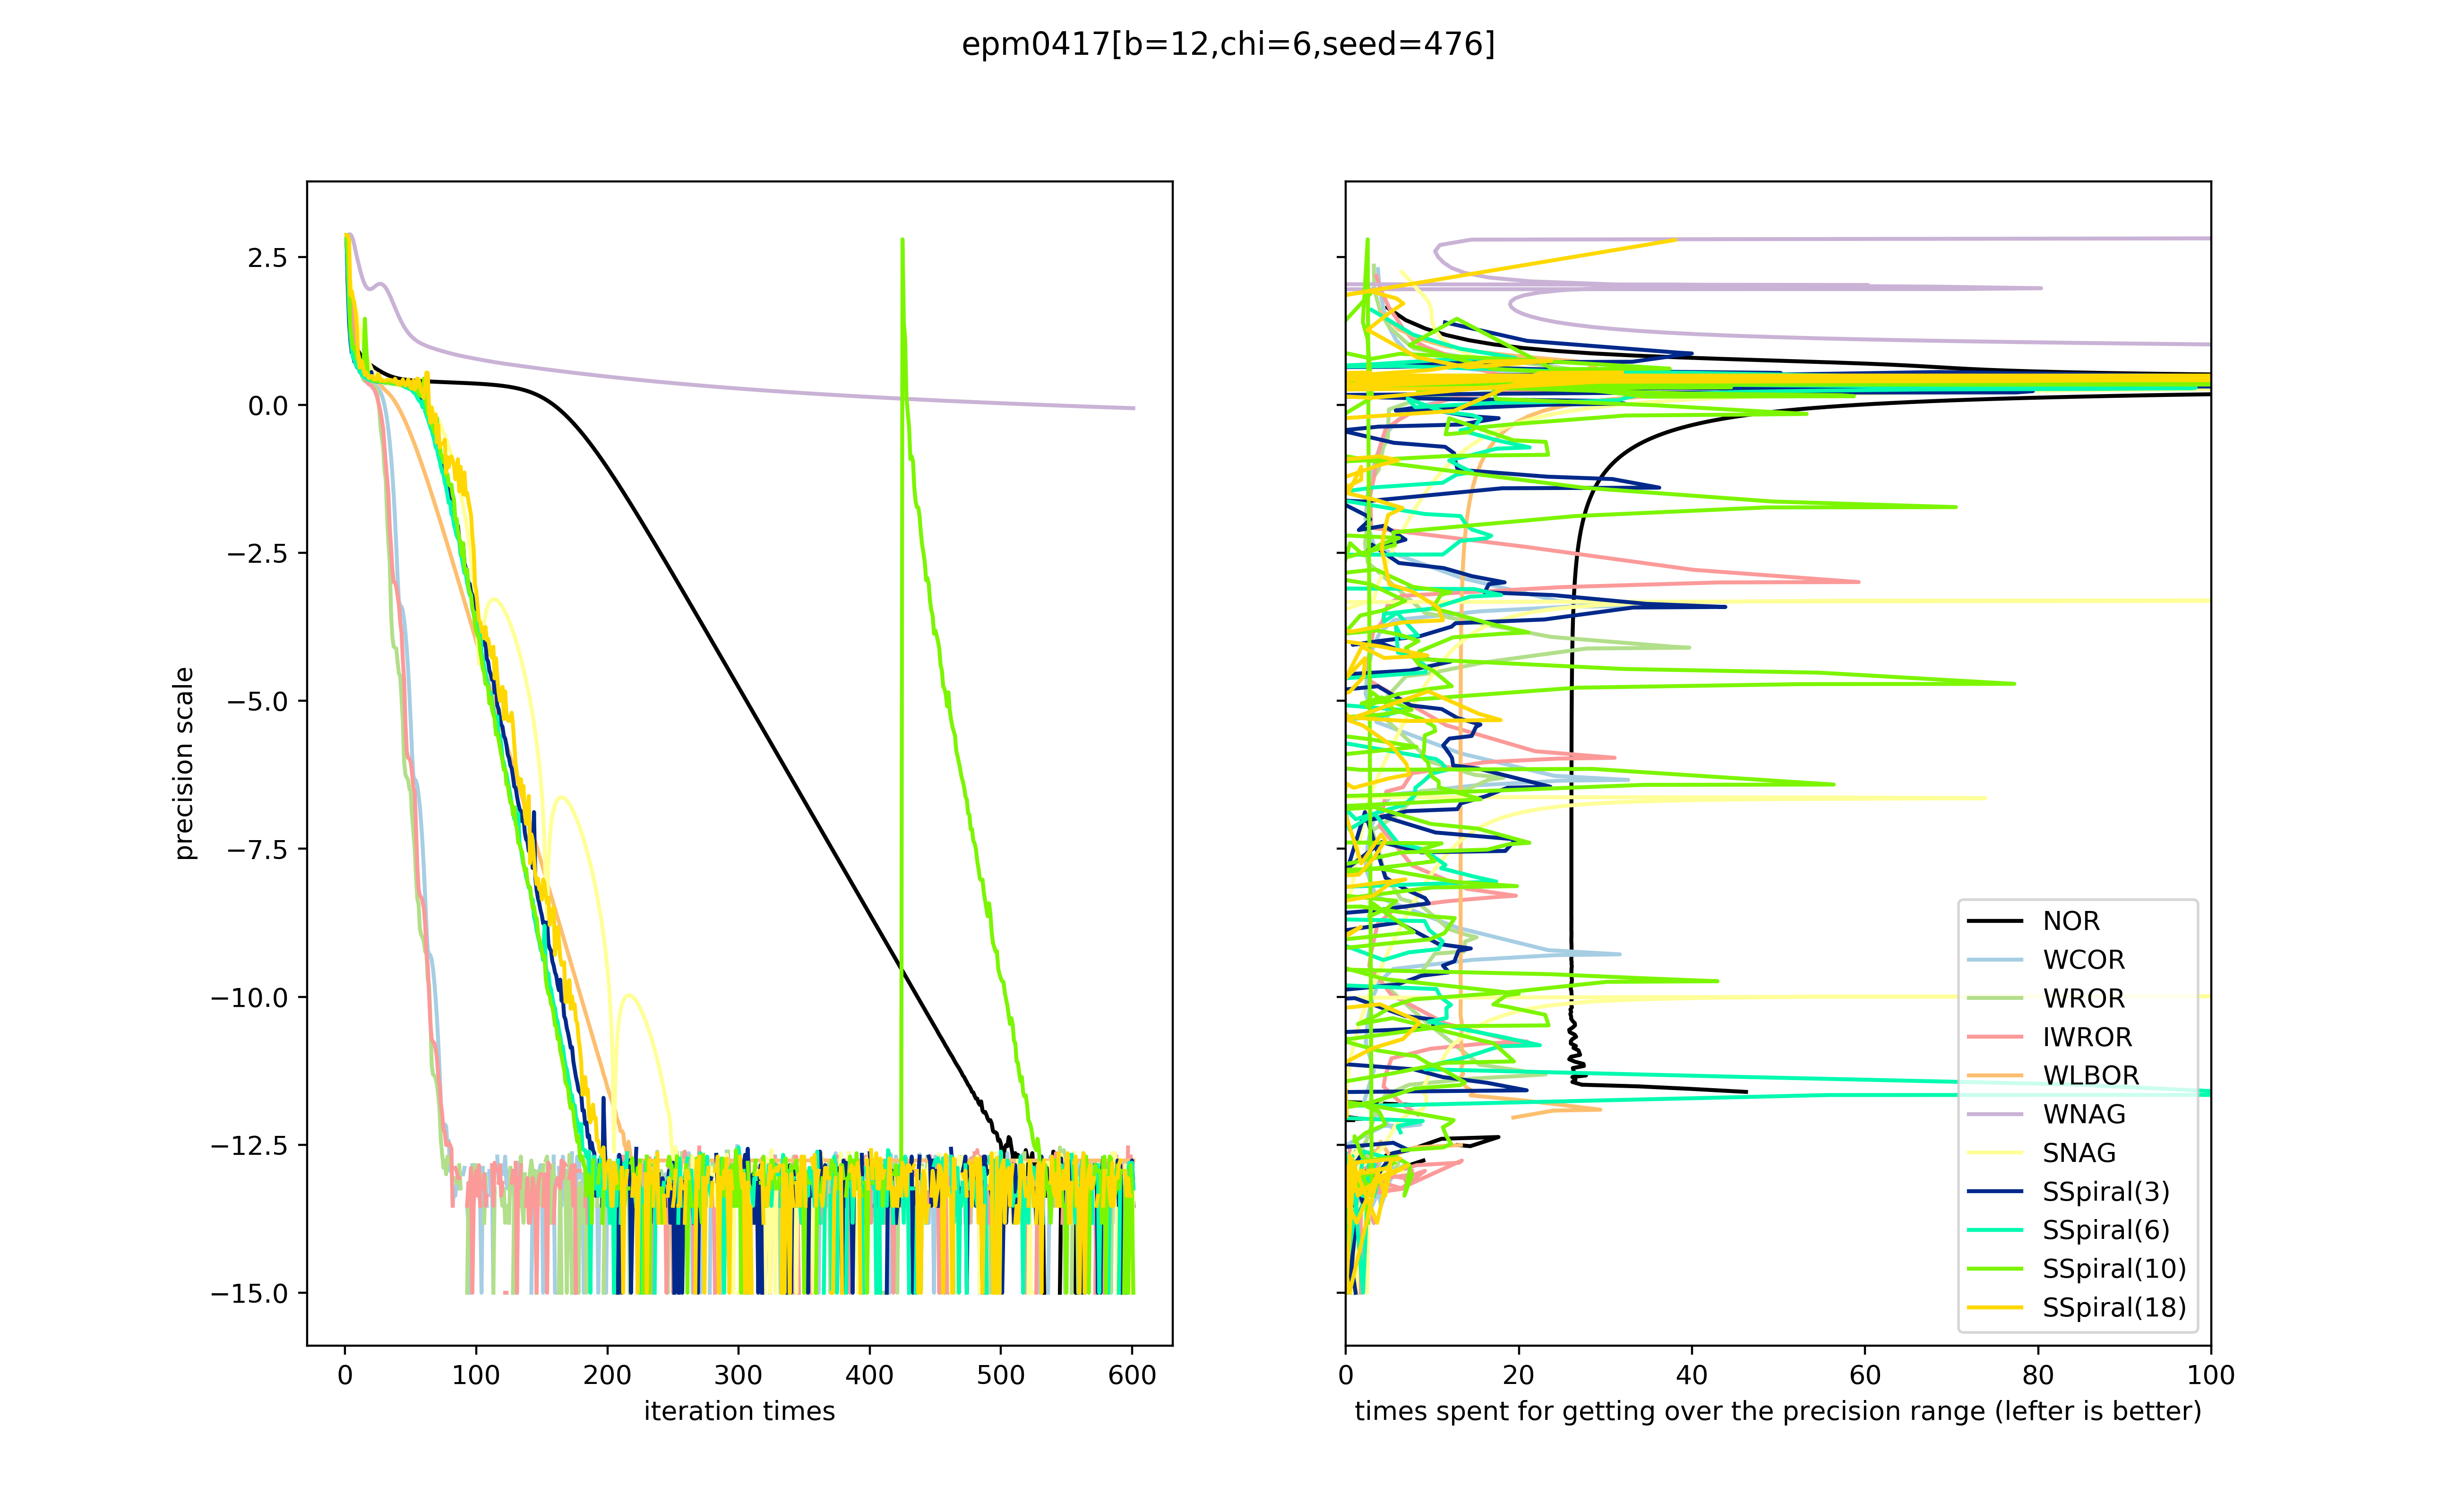 epm0417[b=12,chi=6,seed=476]
precision scale
2.5
0.0
−2.5
−5.0
−7.5
−10.0
−12.5
−15.0
0 100 200 300 400 500 600
iteration times
0 20 40 60 80 100
times spent for getting over the precision range (lefter is better)
NOR
WCOR
WROR
IWROR
WLBOR
WNAG
SNAG
SSpiral(3)
SSpiral(6)
SSpiral(10)
SSpiral(18)